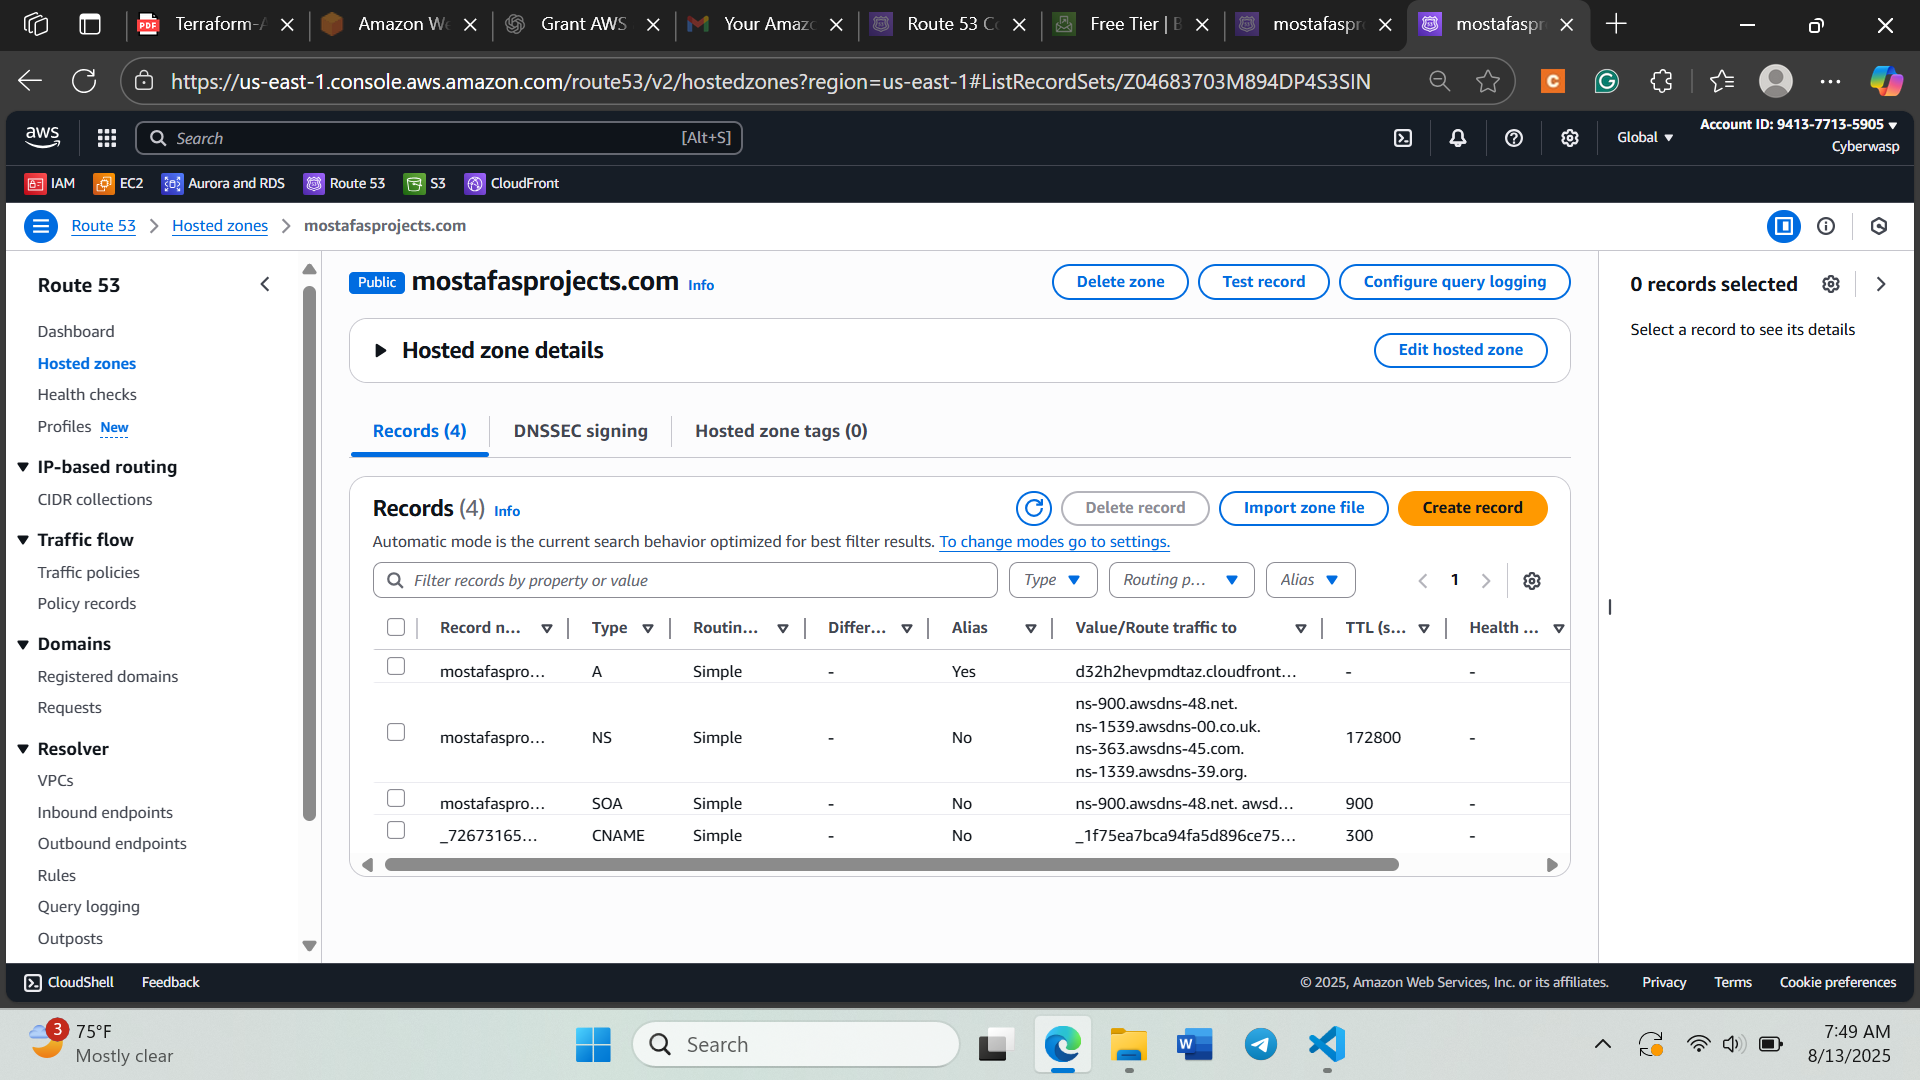 Terraform-A
Amazon We
Grant AWS
Your Amazo
Route 53 Co
Free Tier | B
mostafaspro
mostafaspro
https://us-east-1.console.aws.amazon.com/route53/v2/hostedzones?region=us-east-1#ListRecordSets/Z04683703M894DP4S3SIN
aws
Search
[Alt+S]
Global
Account ID: 9413-7713-5905
Cyberwasp
IAM
EC2
Aurora and RDS
Route 53
S3
CloudFront
Route 53
Hosted zones
mostafasprojects.com
Route 53
Dashboard
Hosted zones
Health checks
Profiles New
IP-based routing
CIDR collections
Traffic flow
Traffic policies
Policy records
Domains
Registered domains
Requests
Resolver
VPCs
Inbound endpoints
Outbound endpoints
Rules
Query logging
Outposts
Public mostafasprojects.com Info
Delete zone
Test record
Configure query logging
Hosted zone details
Edit hosted zone
Records (4)
DNSSEC signing
Hosted zone tags (0)
Records (4) Info
Delete record
Import zone file
Create record
Automatic mode is the current search behavior optimized for best filter results. To change modes go to settings.
Filter records by property or value
Type
Routing p...
Alias
1
Record n... Type Routin... Differ... Alias Value/Route traffic to TTL (s... Health ...
mostafaspro... A Simple - Yes d32h2hevpmdtaz.cloudfront... - -
ns-900.awsdns-48.net.
ns-1539.awsdns-00.co.uk.
mostafaspro... NS Simple - No 172800 -
ns-363.awsdns-45.com.
ns-1339.awsdns-39.org.
mostafaspro... SOA Simple - No ns-900.awsdns-48.net. awsd... 900 -
_72673165... CNAME Simple - No _1f75ea7bca94fa5d896ce75... 300 -
0 records selected
Select a record to see its details
CloudShell
Feedback
© 2025, Amazon Web Services, Inc. or its affiliates.
Privacy
Terms
Cookie preferences
3
75°F
Mostly clear
Search
7:49 AM
8/13/2025